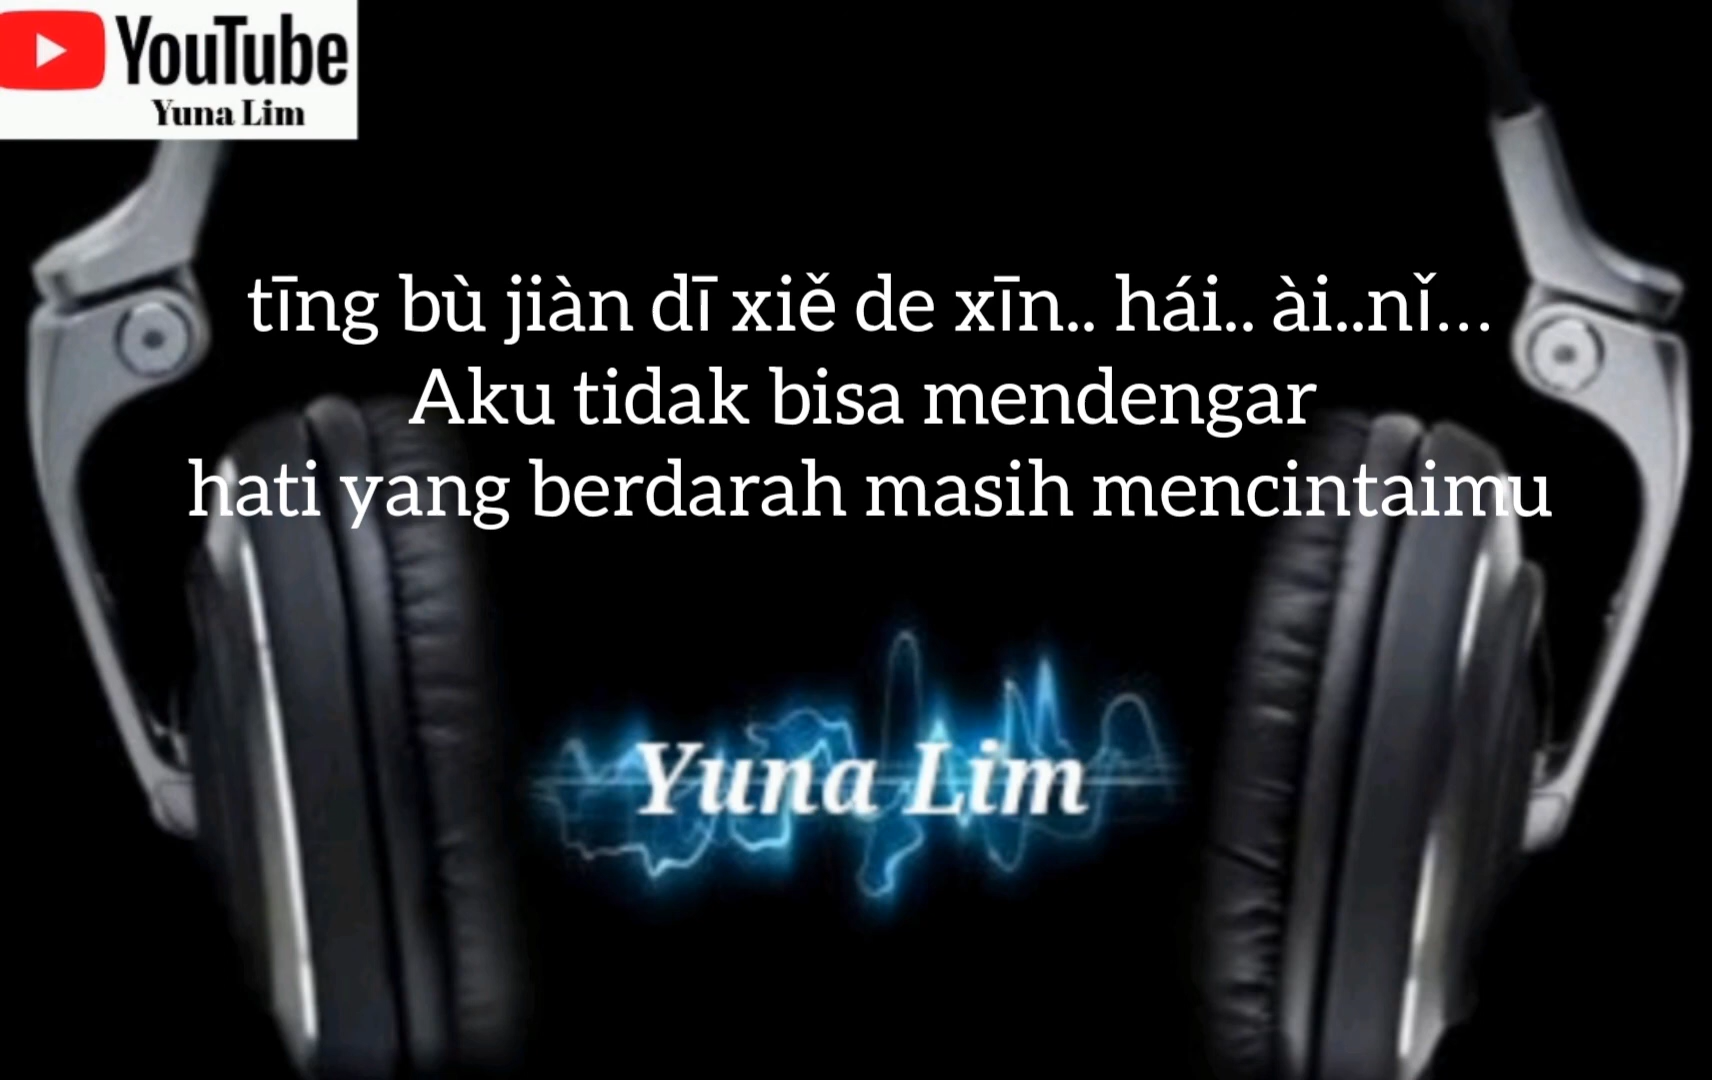 YouTube
Yuna Lim
tīng bù jiàn dī xiě de xīn.. hái.. ài..nǐ...
Aku tidak bisa mendengar
hati yang berdarah masih mencintaimu
Yuna Lim